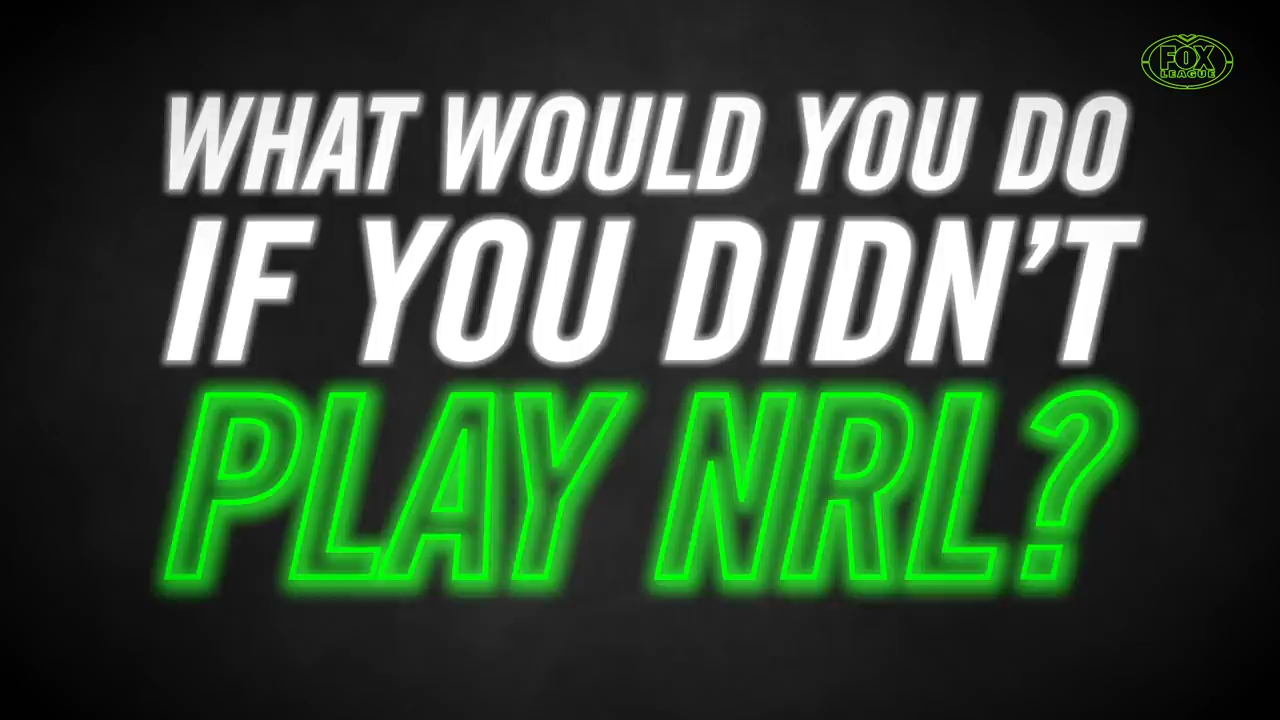 FOX
LEAGUE
WHAT WOULD YOU DO
IF YOU DIDN'T
PLAY NRL?